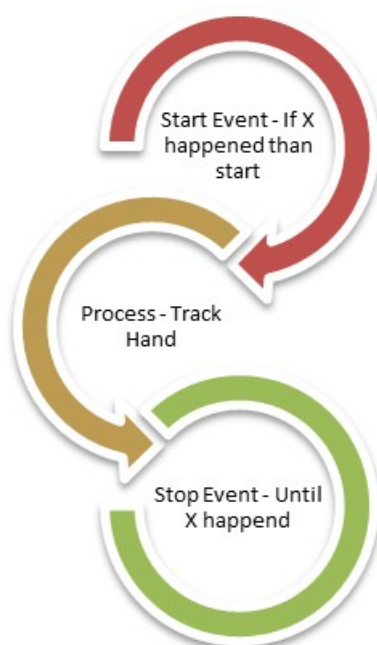 Start Event - If X
happened than
start
Process - Track
Hand
Stop Event - Until
X happend